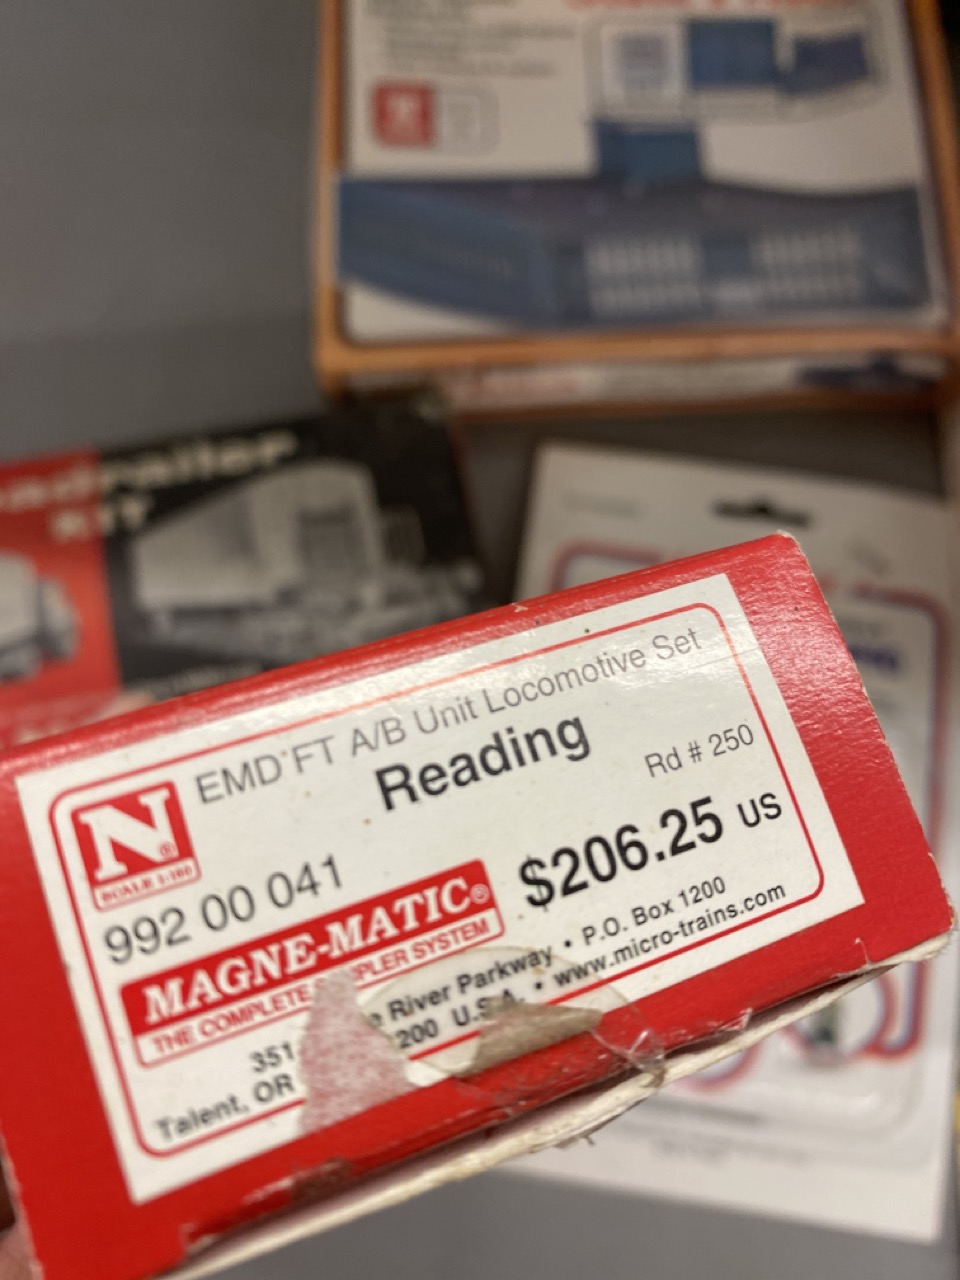 KIT
EMD FT A/B Unit Locomotive Set
Reading
Rd # 250
N®
SCALE 1:160
992 00 041
$206.25 US
MAGNE-MATIC®
THE COMPLETE PLER SYSTEM
351 River Parkway • P.O. Box 1200
Talent, OR 200 U.S.A. • www.micro-trains.com